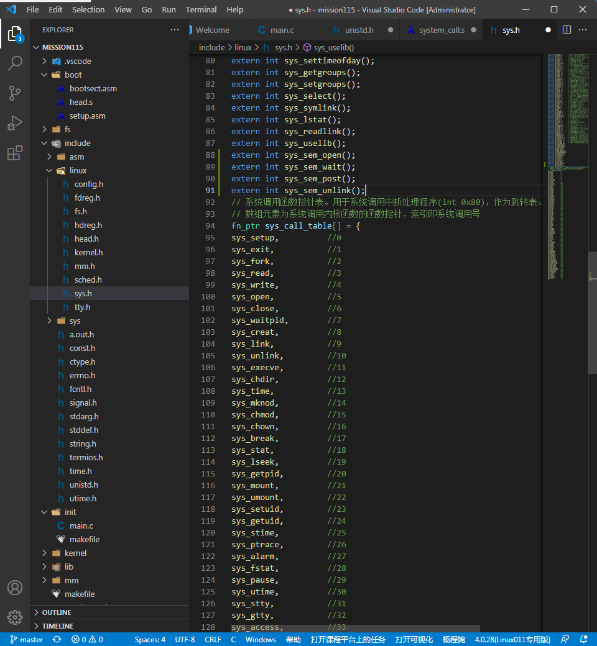 File Edit Selection View Go Run Terminal Help
● sys.h - mission115 - Visual Studio Code [Administrator]
EXPLORER
MISSION115
.vscode
boot
bootsect.asm
head.s
setup.asm
fs
include
asm
linux
config.h
fdreg.h
fs.h
hdreg.h
head.h
kernel.h
mm.h
sched.h
sys.h
tty.h
sys
a.out.h
const.h
ctype.h
errno.h
fcntl.h
signal.h
stdarg.h
stddef.h
string.h
termios.h
time.h
unistd.h
utime.h
init
main.c
makefile
kernel
lib
mm
makefile
OUTLINE
TIMELINE
Welcome
main.c
unistd.h
system_call.s
sys.h
include > linux > h sys.h > sys_uselib()
80 extern int sys_settimeofday();
81 extern int sys_getgroups();
82 extern int sys_setgroups();
83 extern int sys_select();
84 extern int sys_symlink();
85 extern int sys_lstat();
86 extern int sys_readlink();
87 extern int sys_uselib();
88 extern int sys_sem_open();
89 extern int sys_sem_wait();
90 extern int sys_sem_post();
91 extern int sys_sem_unlink();
92 // 系统调用函数指针表。用于系统调用中断处理程序(int 0x80)，作为跳转表。
93 // 数组元素为系统调用内核函数的函数指针，索引即系统调用号
94 fn_ptr sys_call_table[] = {
95 sys_setup, //0
96 sys_exit, //1
97 sys_fork, //2
98 sys_read, //3
99 sys_write, //4
100 sys_open, //5
101 sys_close, //6
102 sys_waitpid, //7
103 sys_creat, //8
104 sys_link, //9
105 sys_unlink, //10
106 sys_execve, //11
107 sys_chdir, //12
108 sys_time, //13
109 sys_mknod, //14
110 sys_chmod, //15
111 sys_chown, //16
112 sys_break, //17
113 sys_stat, //18
114 sys_lseek, //19
115 sys_getpid, //20
116 sys_mount, //21
117 sys_umount, //22
118 sys_setuid, //23
119 sys_getuid, //24
120 sys_stime, //25
121 sys_ptrace, //26
122 sys_alarm, //27
123 sys_fstat, //28
124 sys_pause, //29
125 sys_utime, //30
126 sys_stty, //31
127 sys_gtty, //32
128 sys_access, //33
master 0 0 Spaces: 4 UTF-8 CRLF C Windows 帮助 打开课程平台上的任务 打开可视化 4.0.28(Linux011专用版)